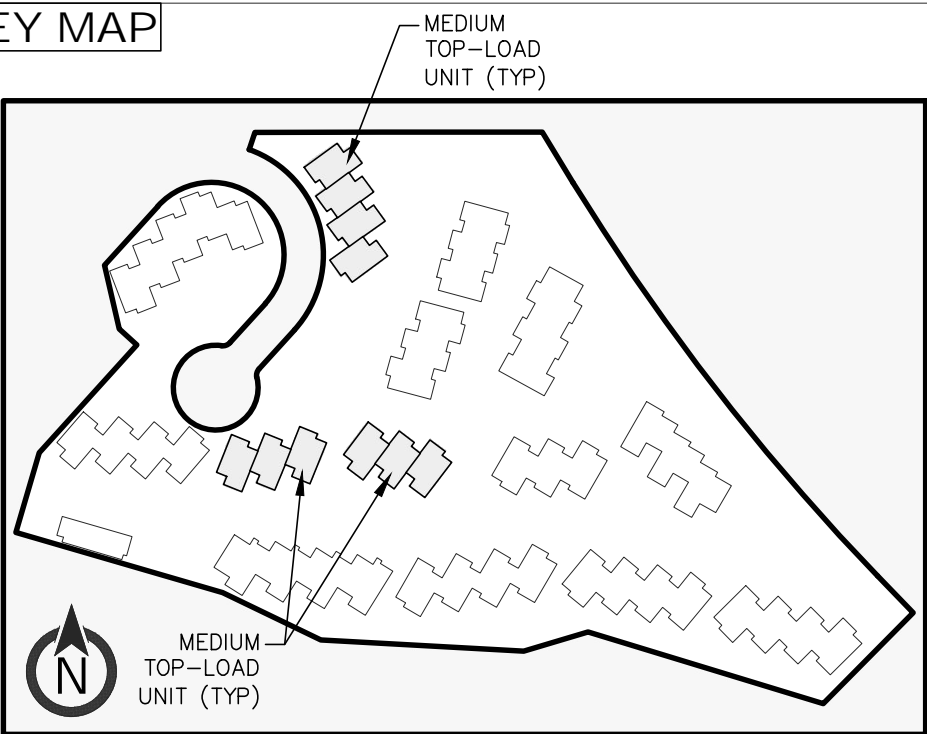 EY MAP
MEDIUM
TOP-LOAD
UNIT (TYP)
MEDIUM
TOP-LOAD
UNIT (TYP)
N